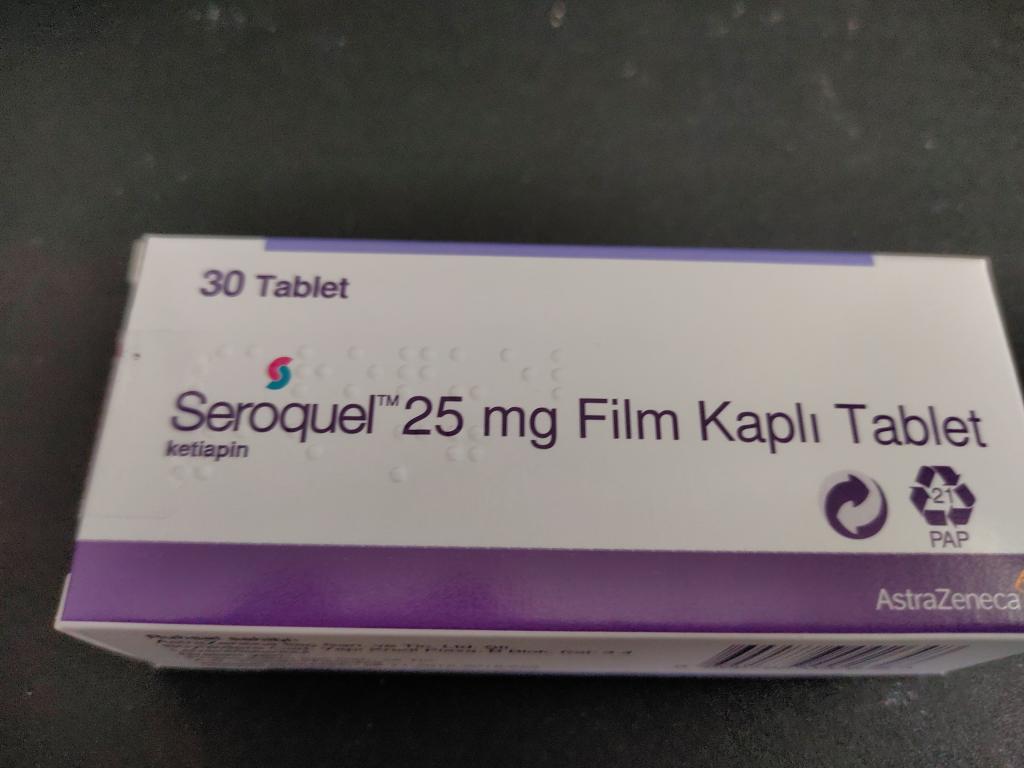 30 Tablet
Seroquel™ 25 mg Film Kaplı Tablet
ketiapin
21
PAP
AstraZeneca